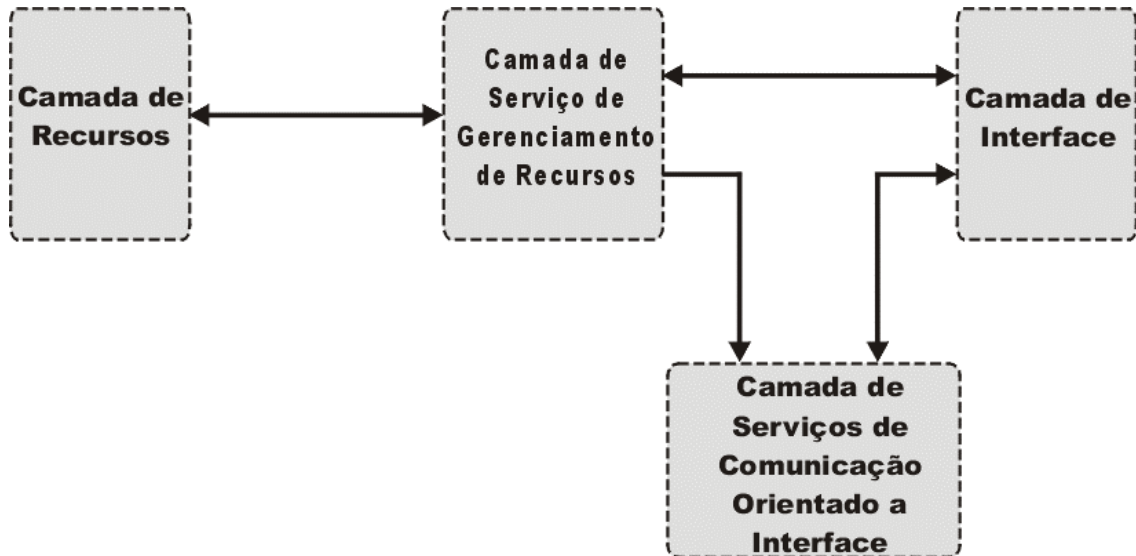 Camada de
Recursos
Camada de
Serviço de
Gerenciamento
de Recursos
Camada de
Interface
Camada de
Serviços de
Comunicação
Orientado a
Interface